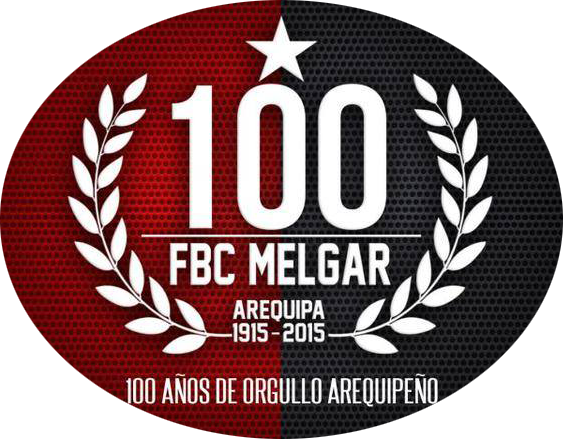 100
FBC MELGAR
AREQUIPA
1915-2015
100 AÑOS DE ORGULLO AREQUIPEÑO